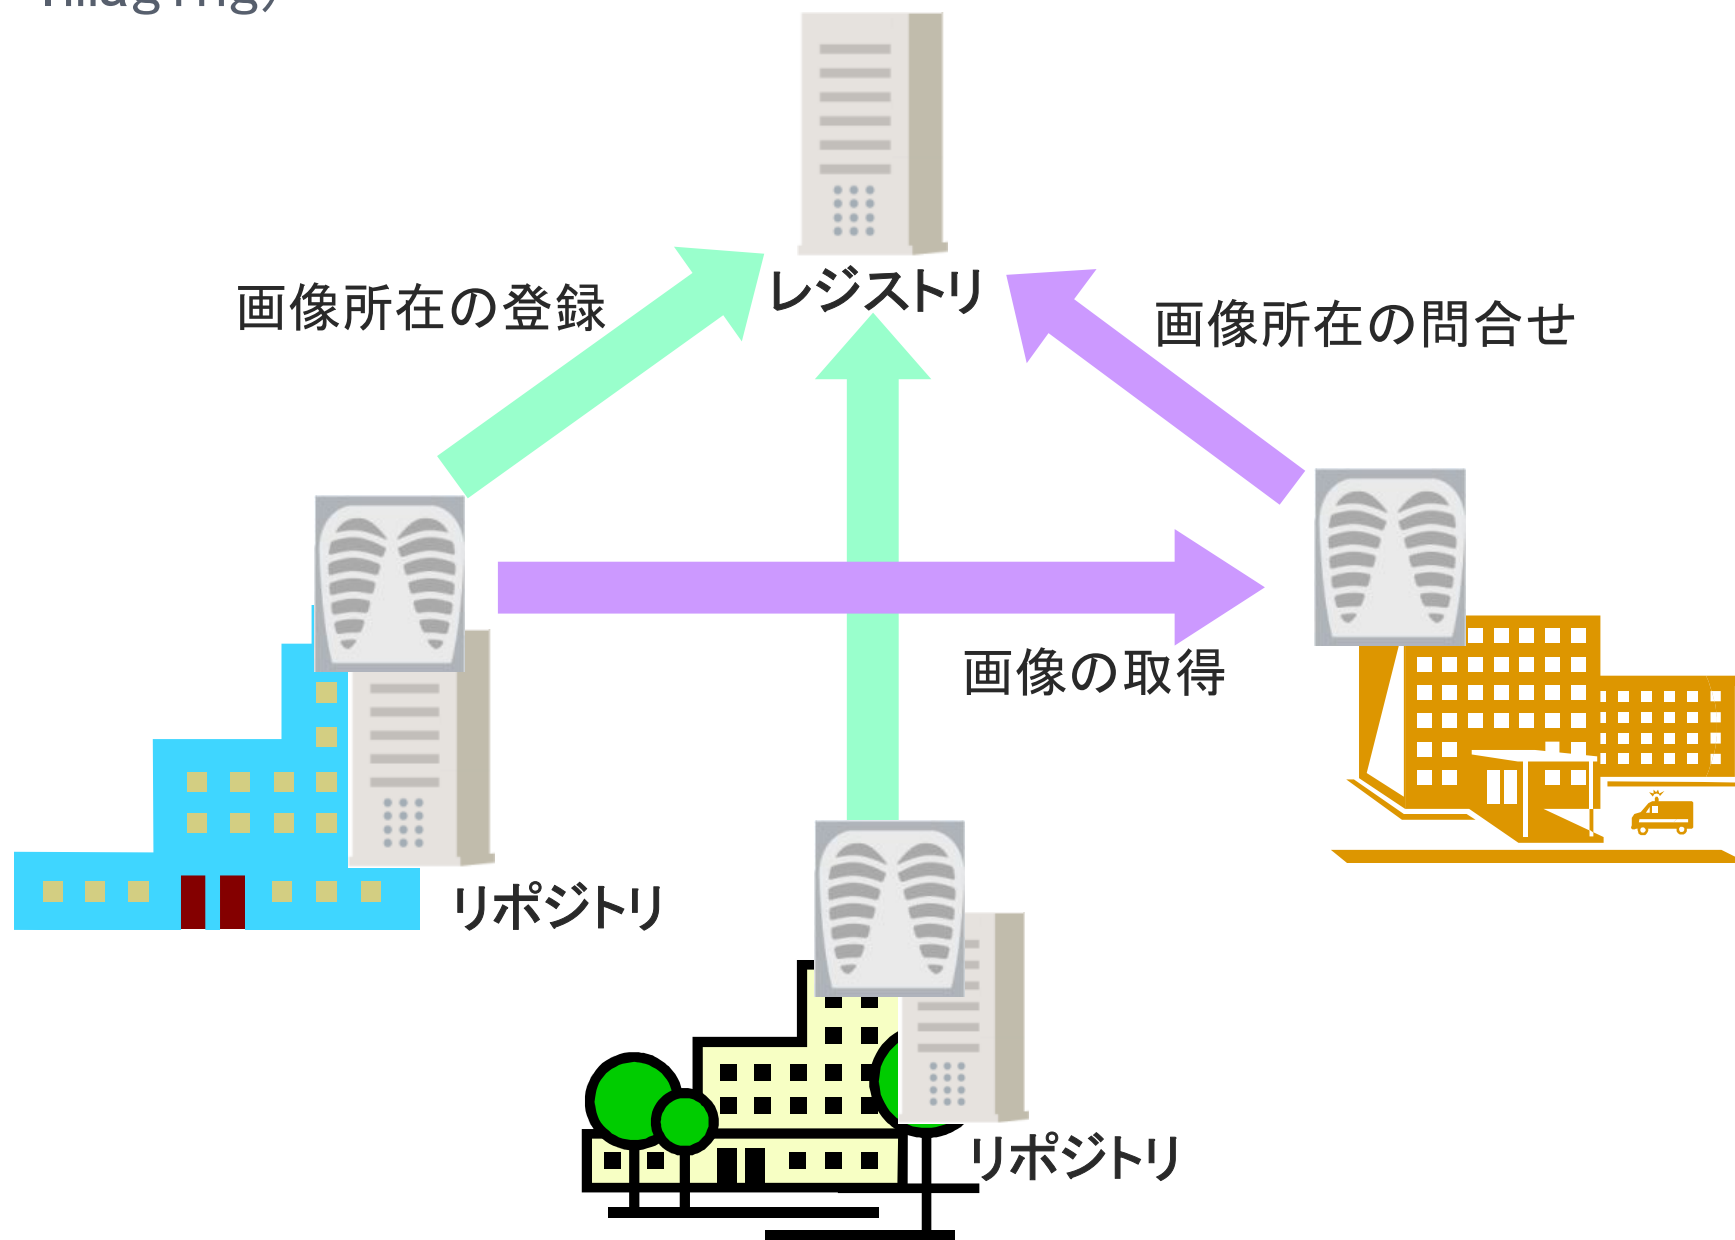 imaging)
レジストリ
画像所在の登録
画像所在の問合せ
画像の取得
リポジトリ
リポジトリ